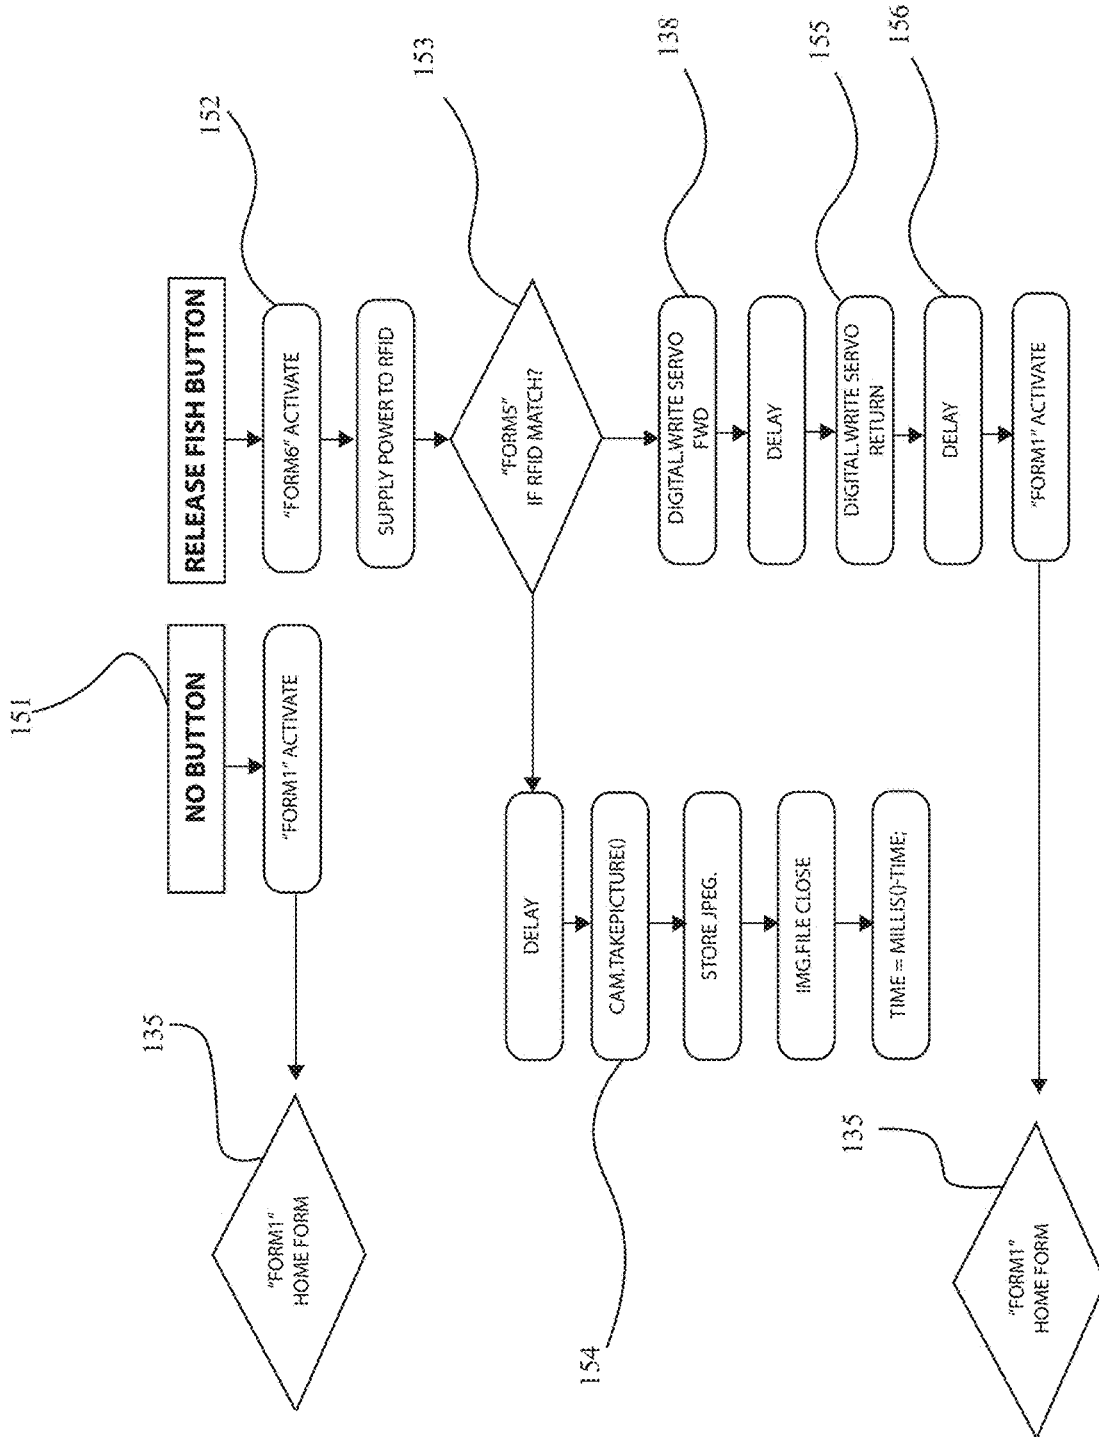 151
NO BUTTON
"FORM1" ACTIVATE
135
"FORM1"
HOME FORM
152
RELEASE FISH BUTTON
"FORM6" ACTIVATE
SUPPLY POWER TO RFID
153
"FORM5"
IF RFID MATCH?
DELAY
154
CAM.TAKEPICTURE()
STORE JPEG.
IMG.FILE CLOSE
TIME = MILLIS()-TIME;
138
DIGITAL.WRITE SERVO
FWD
DELAY
155
DIGITAL.WRITE SERVO
RETURN
156
DELAY
"FORM1" ACTIVATE
135
"FORM1"
HOME FORM